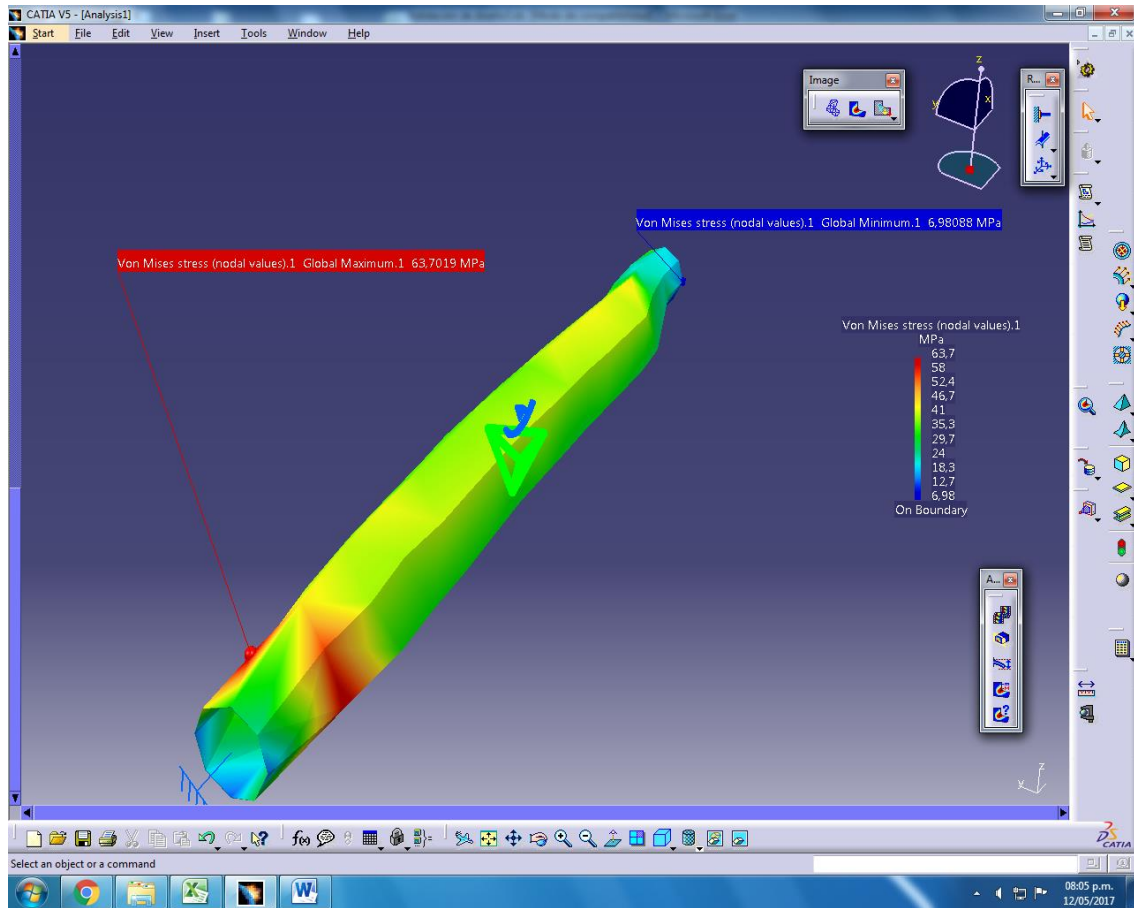 CATIA V5 - [Analysis1]
Start File Edit View Insert Tools Window Help
Image
R...
z
y
x
Von Mises stress (nodal values).1 Global Minimum.1 6,98088 MPa
Von Mises stress (nodal values).1 Global Maximum.1 63,7019 MPa
Von Mises stress (nodal values).1
MPa
63,7
58
52,4
46,7
41
35,3
29,7
24
18,3
12,7
6,98
On Boundary
A...
z
y
f(x)
CATIA
Select an object or a command
08:05 p.m.
12/05/2017